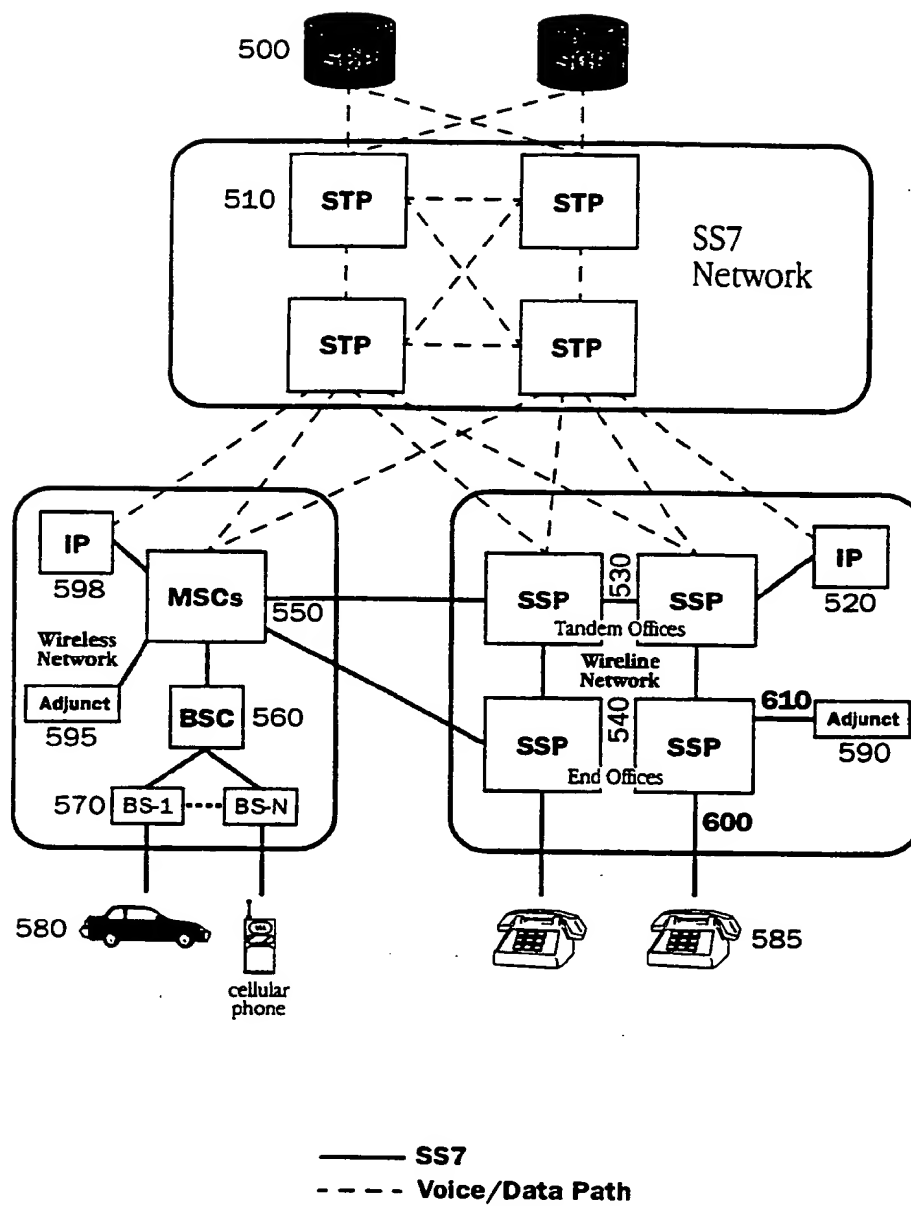 500
510
STP
STP
SS7
Network
STP
STP
IP
598
MSCs
550
Wireless
Network
Adjunct
595
BSC
560
570
BS-1
BS-N
580
cellular
phone
SSP
530
SSP
Tandem Offices
IP
520
Wireline
Network
SSP
540
SSP
End Offices
610
Adjunct
590
600
585
SS7
Voice/Data Path